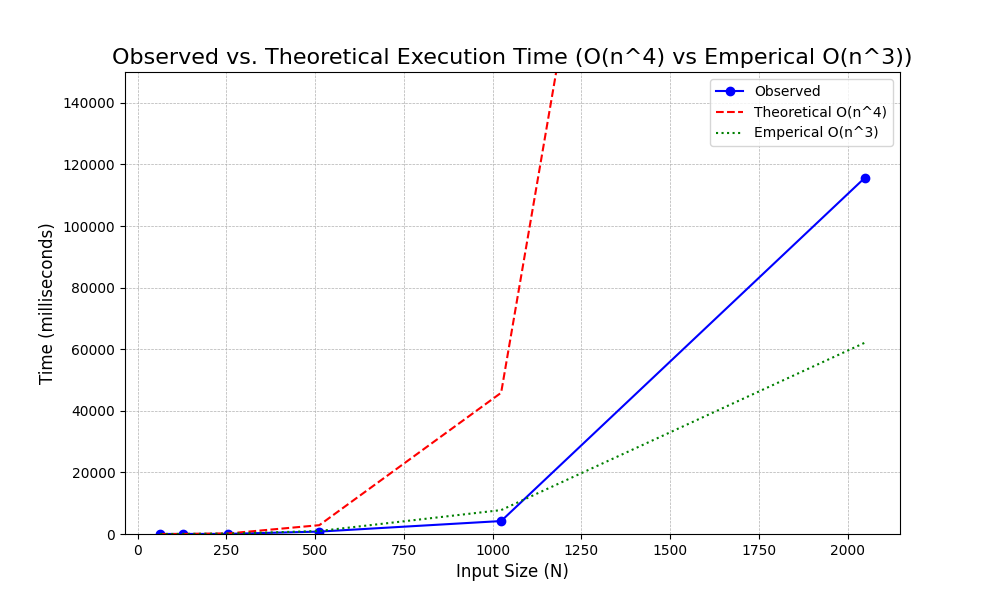 Observed vs. Theoretical Execution Time (O(n^4) vs Emperical O(n^3))
Observed
Theoretical O(n^4)
Emperical O(n^3)
Time (milliseconds)
140000
120000
100000
80000
60000
40000
20000
0
0 250 500 750 1000 1250 1500 1750 2000
Input Size (N)